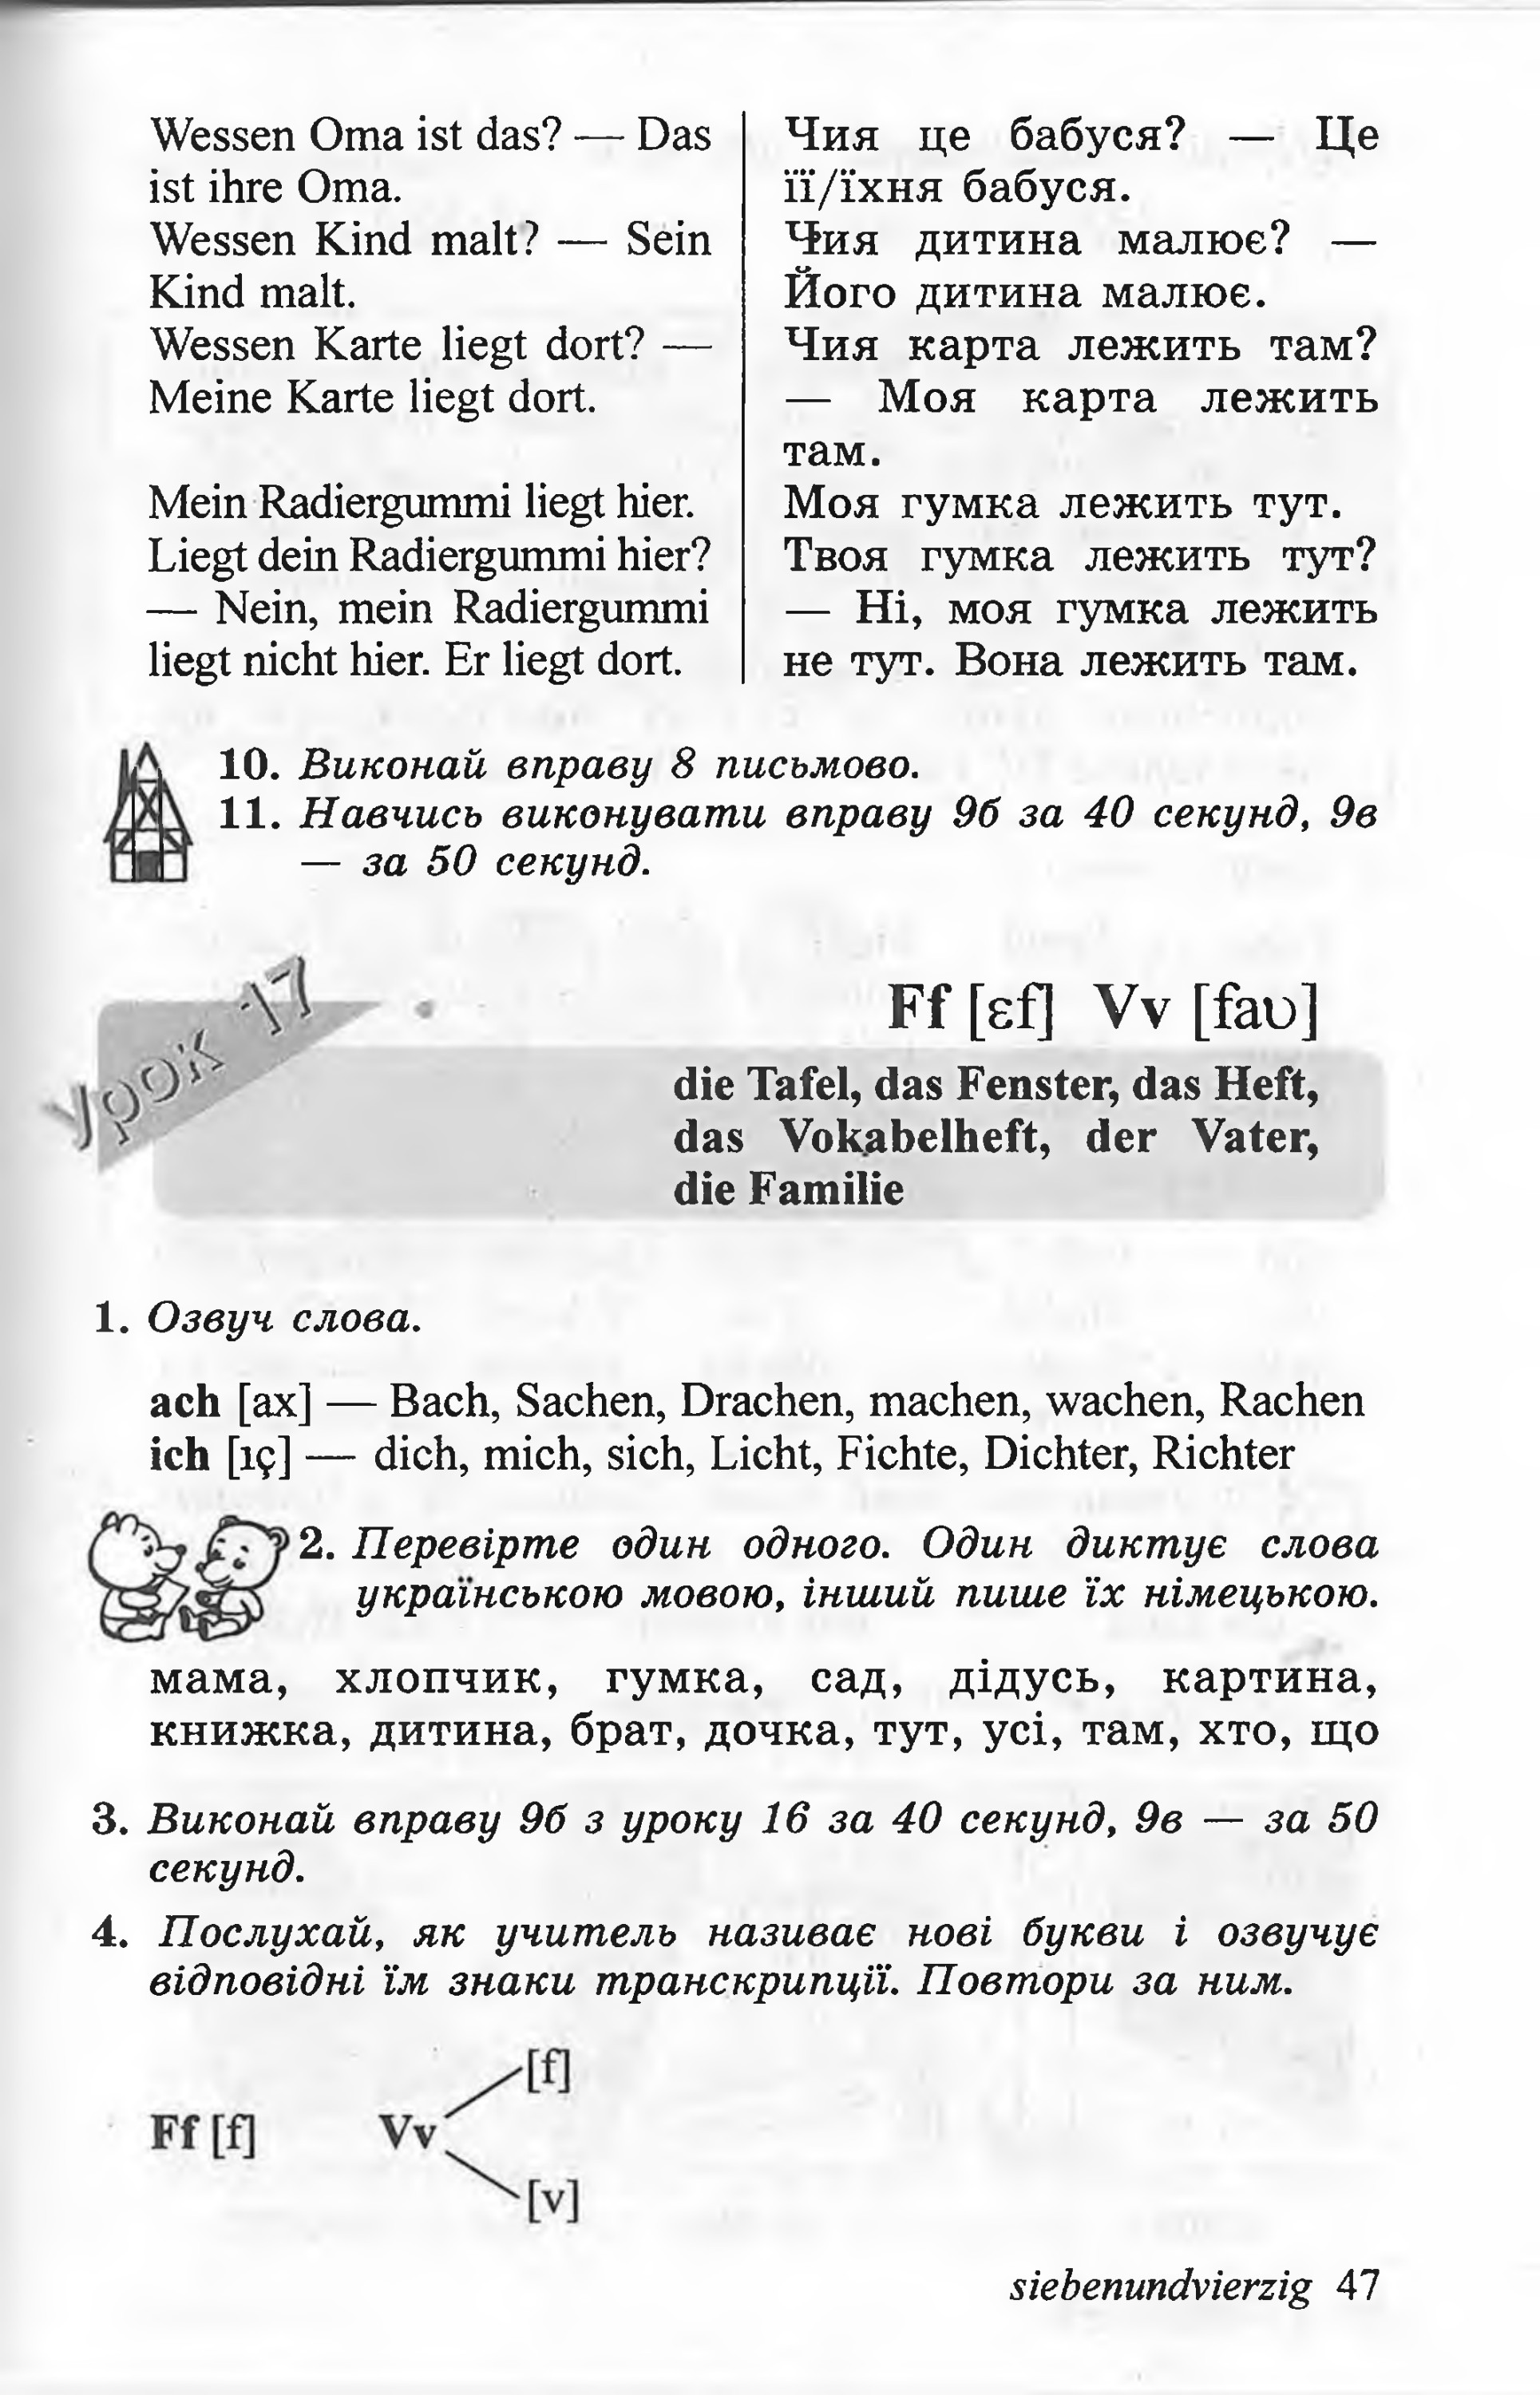 Wessen Oma ist das? — Das
ist ihre Oma.
Wessen Kind malt? — Sein
Kind malt.
Wessen Karte liegt dort? —
Meine Karte liegt dort.
Mein Radiergummi liegt hier.
Liegt dein Radiergummi hier?
— Nein, mein Radiergummi
liegt nicht hier. Er liegt dort.
Чия це бабуся? — Це
її/їхня бабуся.
Чия дитина малює? —
Його дитина малює.
Чия карта лежить там?
— Моя карта лежить
там.
Моя гумка лежить тут.
Твоя гумка лежить тут?
— Ні, моя гумка лежить
не тут. Вона лежить там.
10. Виконай вправу 8 письмово.
11. Навчись виконувати вправу 9б за 40 секунд, 9в
— за 50 секунд.
Урок 17
Ff [ɛf] Vv [faʊ]
die Tafel, das Fenster, das Heft,
das Vokabelheft, der Vater,
die Familie
1. Озвуч слова.
ach [ax] — Bach, Sachen, Drachen, machen, wachen, Rachen
ich [ıç] — dich, mich, sich, Licht, Fichte, Dichter, Richter
2. Перевірте один одного. Один диктує слова
українською мовою, інший пише їх німецькою.
мама, хлопчик, гумка, сад, дідусь, картина,
книжка, дитина, брат, дочка, тут, усі, там, хто, що
3. Виконай вправу 9б з уроку 16 за 40 секунд, 9в — за 50
секунд.
4. Послухай, як учитель називає нові букви і озвучує
відповідні їм знаки транскрипції. Повтори за ним.
[f]
Ff [f] Vv
[v]
siebenundvierzig 47